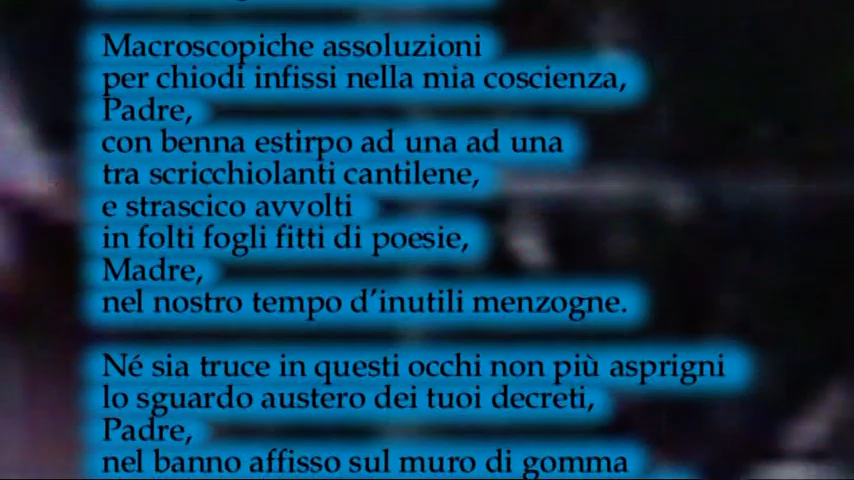 Macroscopiche assoluzioni
per chiodi infissi nella mia coscienza,
Padre,
con benna estirpo ad una ad una
tra scricchiolanti cantilene,
e strascico avvolti
in folti fogli fitti di poesie,
Madre,
nel nostro tempo d’inutili menzogne.
Né sia truce in questi occhi non più asprigni
lo sguardo austero dei tuoi decreti,
Padre,
nel banno affisso sul muro di gomma